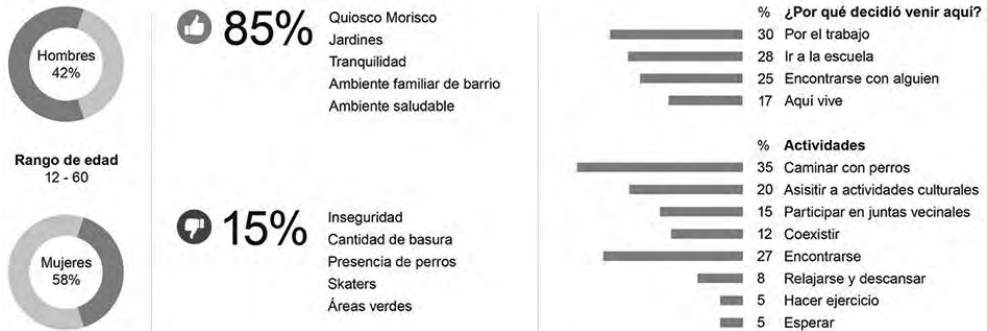 Hombres
42%
Rango de edad
12 - 60
Mujeres
58%
85%
Quiosco Morisco
Jardines
Tranquilidad
Ambiente familiar de barrio
Ambiente saludable
15%
Inseguridad
Cantidad de basura
Presencia de perros
Skaters
Áreas verdes
% ¿Por qué decidió venir aquí?
30 Por el trabajo
28 Ir a la escuela
25 Encontrarse con alguien
17 Aquí vive
% Actividades
35 Caminar con perros
20 Asisitir a actividades culturales
15 Participar en juntas vecinales
12 Coexistir
27 Encontrarse
8 Relajarse y descansar
5 Hacer ejercicio
5 Esperar